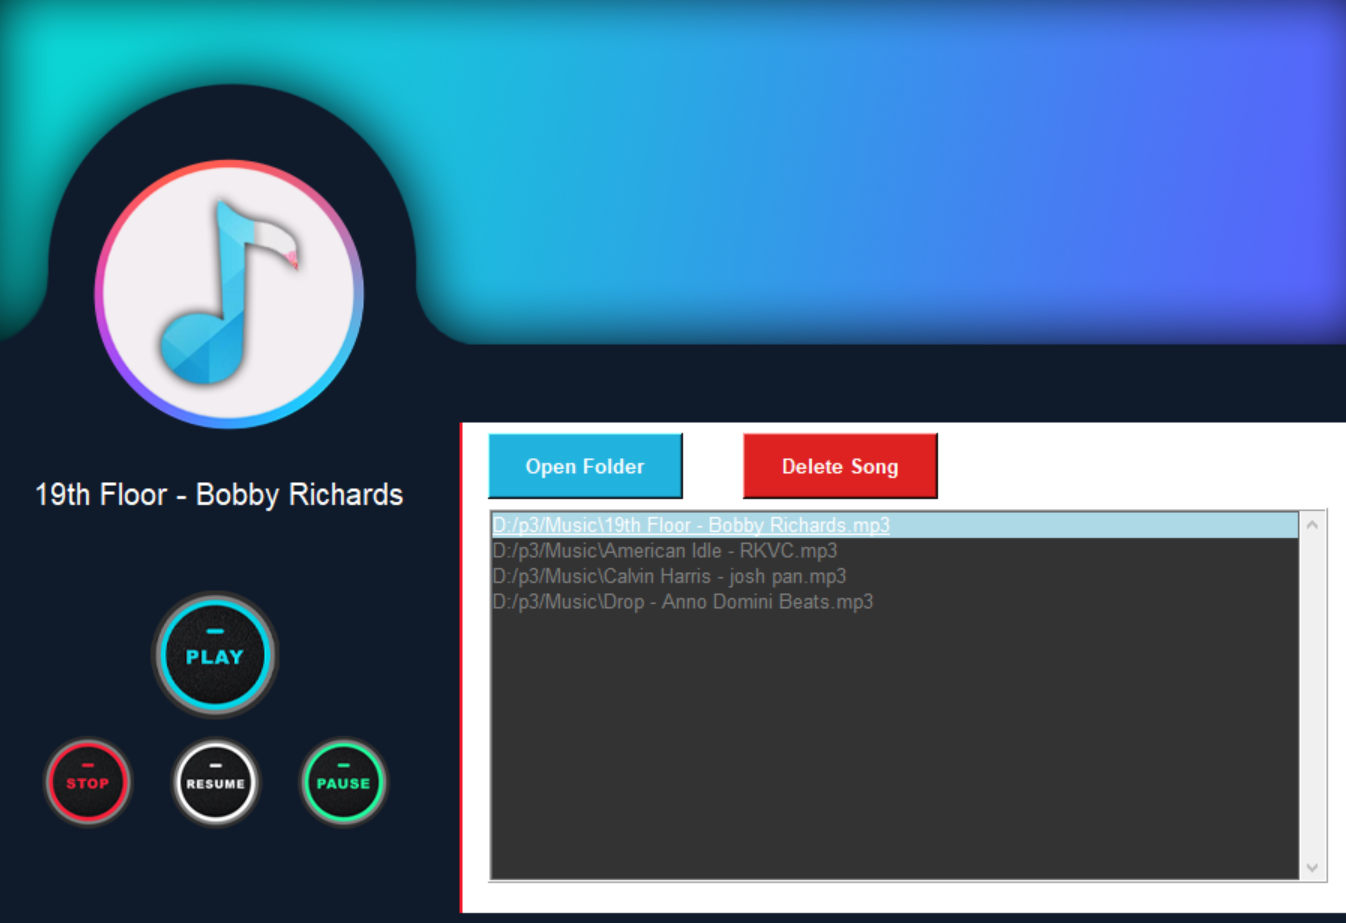 19th Floor - Bobby Richards
PLAY
STOP
RESUME
PAUSE
Open Folder
Delete Song
D:/p3/Music\19th Floor - Bobby Richards.mp3
D:/p3/Music\American Idle - RKVC.mp3
D:/p3/Music\Calvin Harris - josh pan.mp3
D:/p3/Music\Drop - Anno Domini Beats.mp3